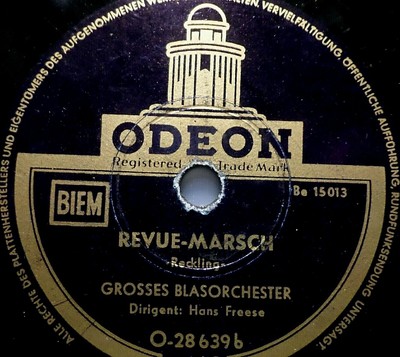 ALLE RECHTE DES PLATTENHERSTELLERS UND EIGENTÜMERS DES AUFGENOMMENEN VERVIELFÄLTIGUNG, ÖFFENTLICHE AUFFÜHRUNG, RUNDFUNKSENDUNG UNTERSAGT.
ODEON
Registered Trade Mark
BIEM
Be 15013
REVUE-MARSCH
-Reckling-
GROSSES BLASORCHESTER
Dirigent: Hans Freese
O-28639b